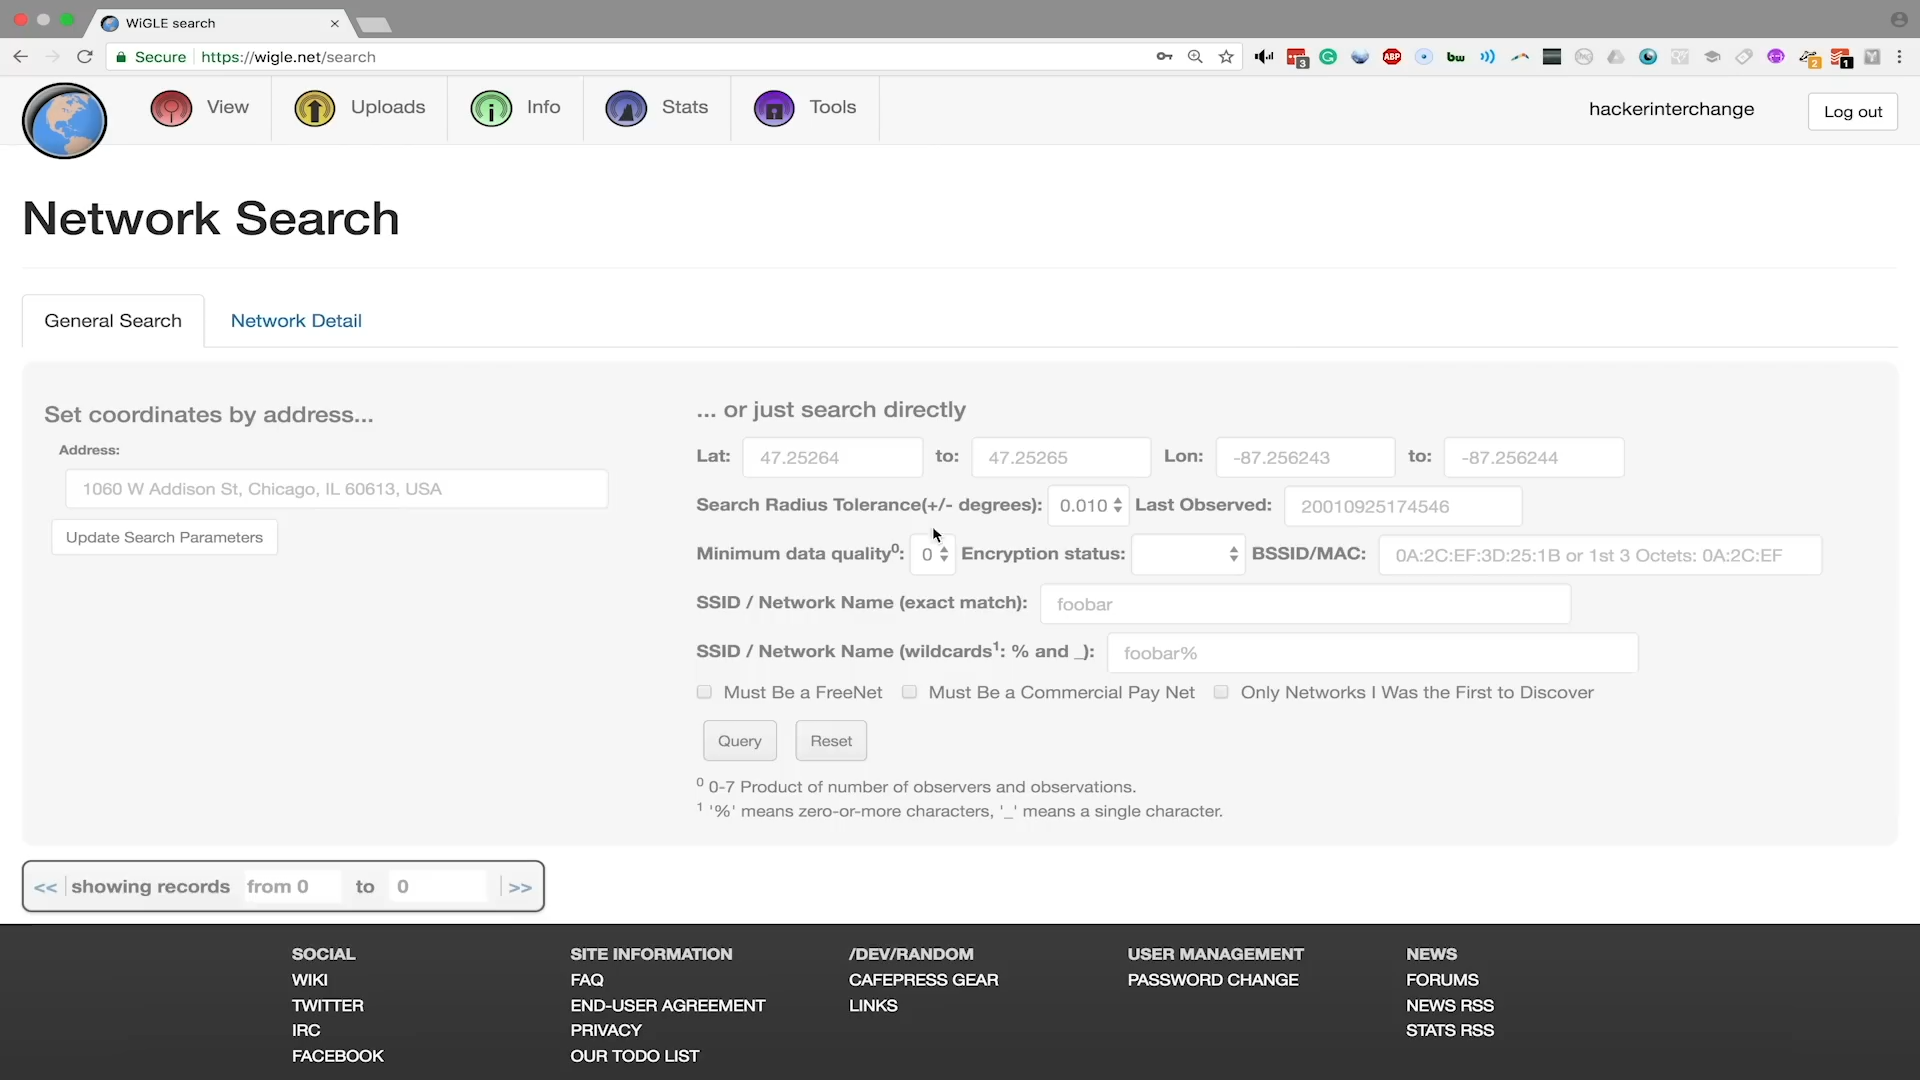 WiGLE search
Secure https://wigle.net/search
View Uploads Info Stats Tools hackerinterchange Log out
Network Search
General Search Network Detail
Set coordinates by address...
Address:
1060 W Addison St, Chicago, IL 60613, USA
Update Search Parameters
... or just search directly
Lat: 47.25264 to: 47.25265 Lon: -87.256243 to: -87.256244
Search Radius Tolerance(+/- degrees): 0.010 Last Observed: 20010925174546
Minimum data quality0: 0 Encryption status: BSSID/MAC: 0A:2C:EF:3D:25:1B or 1st 3 Octets: 0A:2C:EF
SSID / Network Name (exact match): foobar
SSID / Network Name (wildcards1: % and _): foobar%
Must Be a FreeNet Must Be a Commercial Pay Net Only Networks I Was the First to Discover
Query Reset
0 0-7 Product of number of observers and observations.
1 '%' means zero-or-more characters, '_' means a single character.
<< showing records from 0 to 0 >>
SOCIAL
WIKI
TWITTER
IRC
FACEBOOK
SITE INFORMATION
FAQ
END-USER AGREEMENT
PRIVACY
OUR TODO LIST
/DEV/RANDOM
CAFEPRESS GEAR
LINKS
USER MANAGEMENT
PASSWORD CHANGE
NEWS
FORUMS
NEWS RSS
STATS RSS